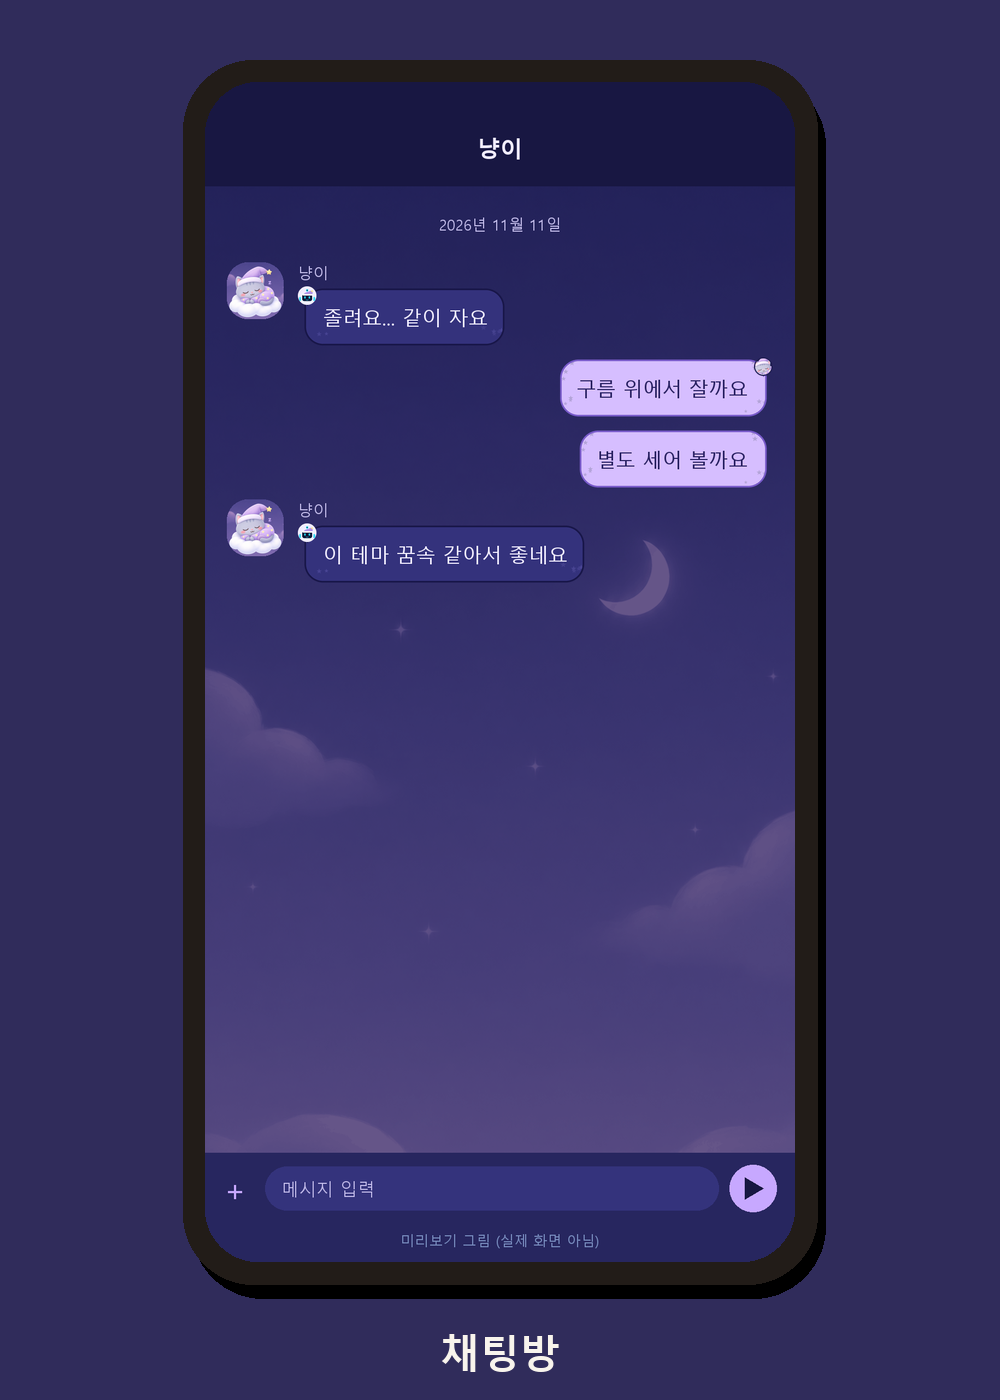 냥이
2026년 11월 11일
냥이
졸려요... 같이 자요
구름 위에서 잘까요
별도 세어 볼까요
냥이
이 테마 꿈속 같아서 좋네요
+
메시지 입력
미리보기 그림 (실제 화면 아님)
채팅방